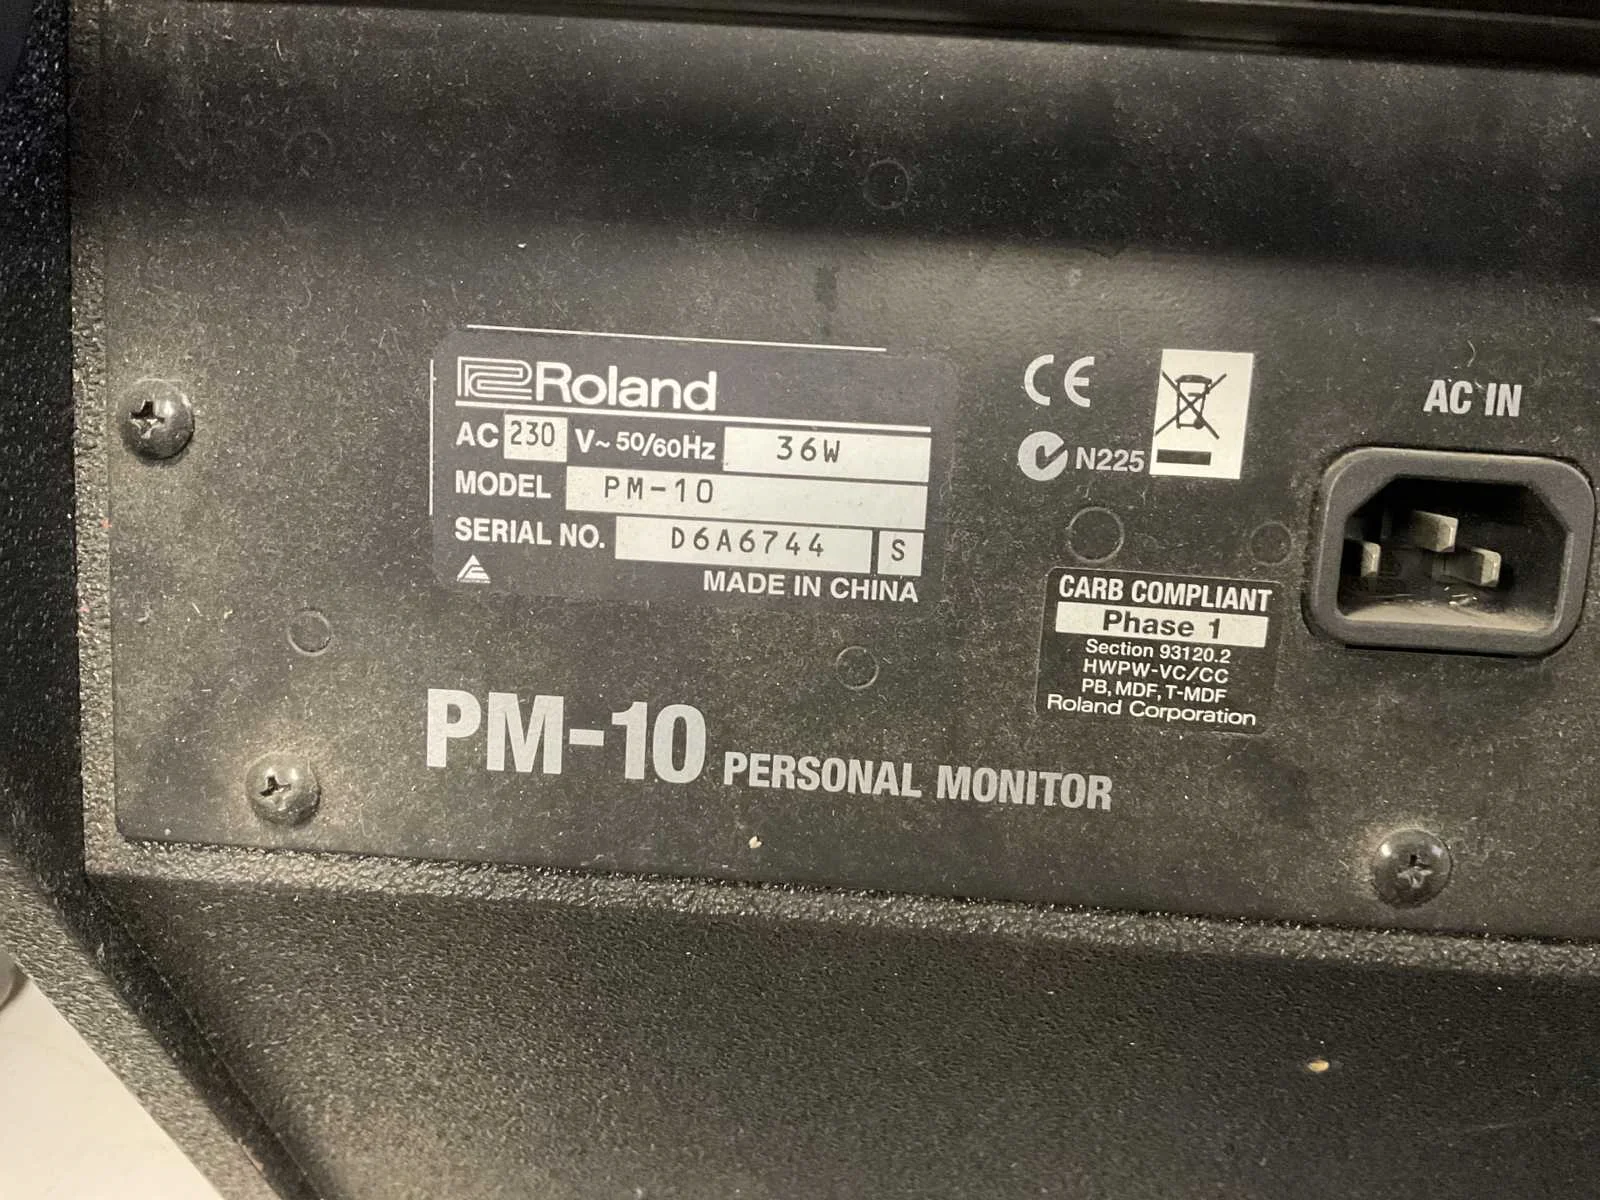 Roland
AC 230 V~ 50/60Hz 36W
MODEL PM-10
SERIAL NO. D6A6744 S
MADE IN CHINA
CE
N225
AC IN
CARB COMPLIANT
Phase 1
Section 93120.2
HWPW-VC/CC
PB, MDF, T-MDF
Roland Corporation
PM-10 PERSONAL MONITOR